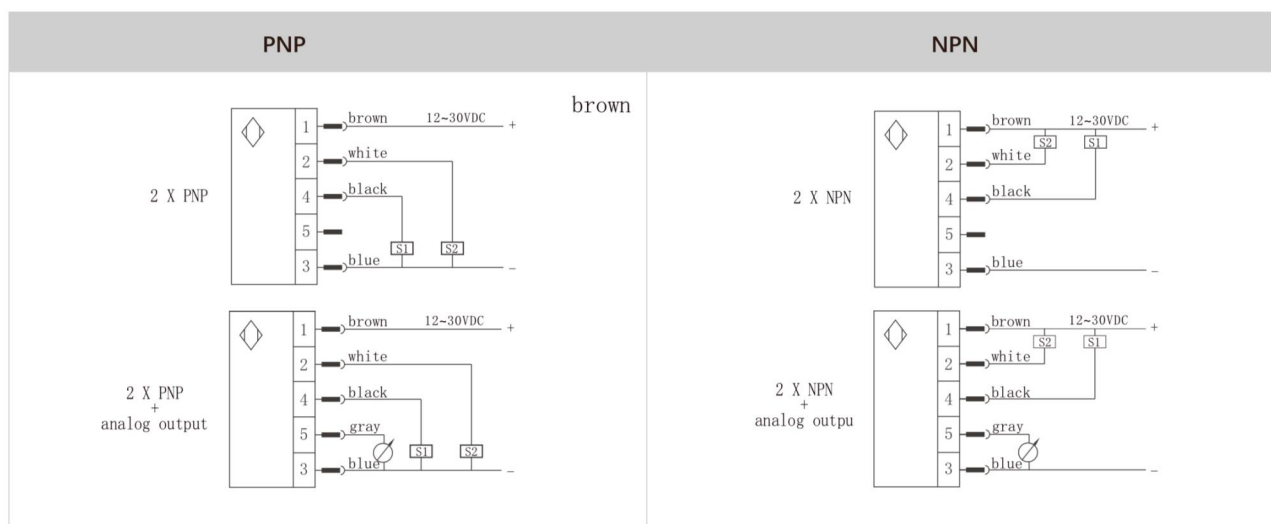 PNP
NPN
brown
2 X PNP
1 brown 12~30VDC +
2 white
4 black
5
S1 S2
3 blue −
2 X NPN
1 brown 12~30VDC +
S2 S1
2 white
4 black
5
3 blue −
2 X PNP
+
analog output
1 brown 12~30VDC +
2 white
4 black
5 gray
S1 S2
3 blue −
2 X NPN
+
analog outpu
1 brown 12~30VDC +
S2 S1
2 white
4 black
5 gray
3 blue −